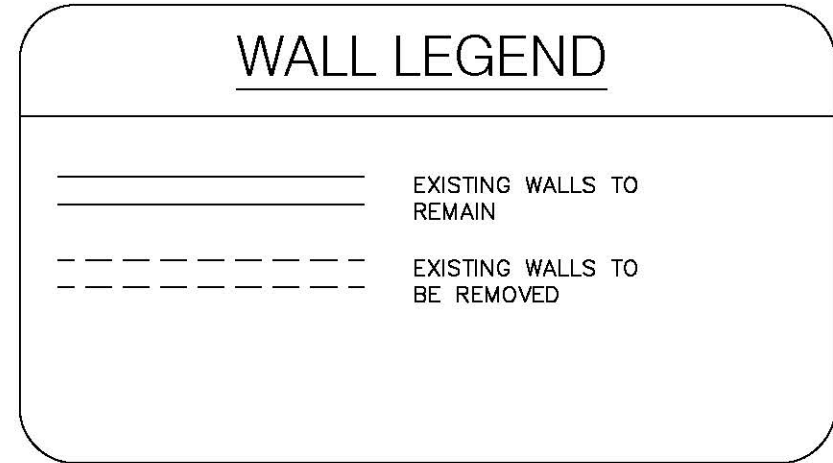 WALL LEGEND
EXISTING WALLS TO
REMAIN
EXISTING WALLS TO
BE REMOVED